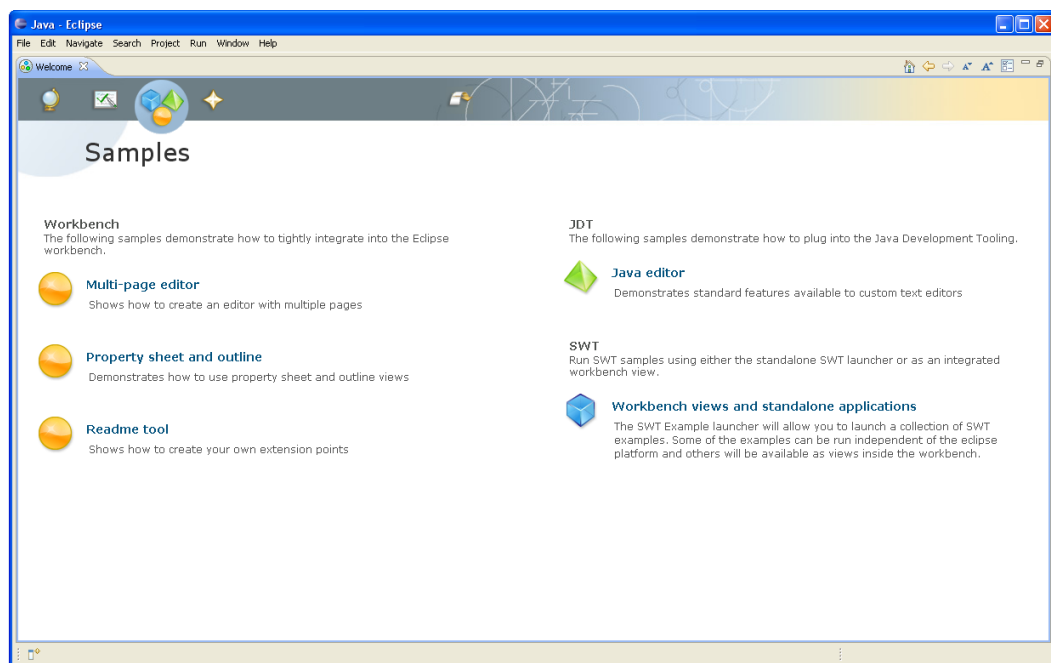 Java - Eclipse
File Edit Navigate Search Project Run Window Help
Welcome
Samples
Workbench
The following samples demonstrate how to tightly integrate into the Eclipse
workbench.
Multi-page editor
Shows how to create an editor with multiple pages
Property sheet and outline
Demonstrates how to use property sheet and outline views
Readme tool
Shows how to create your own extension points
JDT
The following samples demonstrate how to plug into the Java Development Tooling.
Java editor
Demonstrates standard features available to custom text editors
SWT
Run SWT samples using either the standalone SWT launcher or as an integrated
workbench view.
Workbench views and standalone applications
The SWT Example launcher will allow you to launch a collection of SWT
examples. Some of the examples can be run independent of the eclipse
platform and others will be available as views inside the workbench.